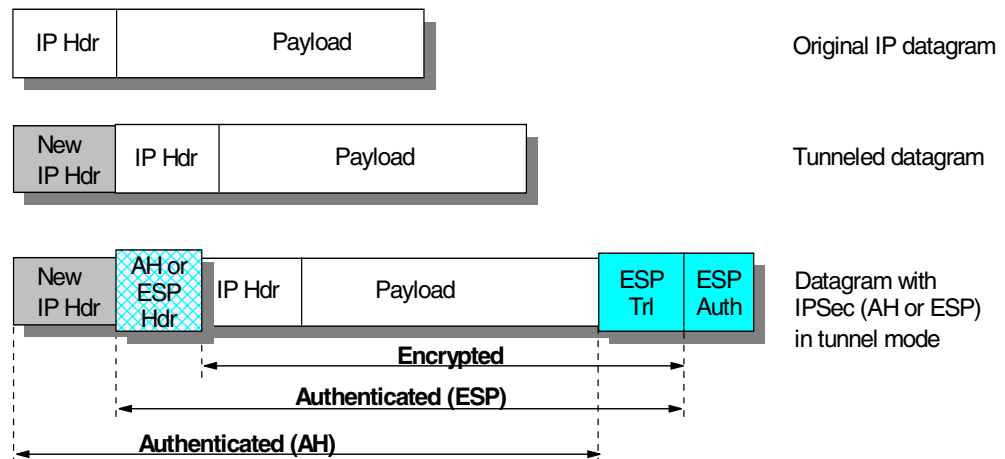 IP Hdr
Payload
Original IP datagram
New
IP Hdr
IP Hdr
Payload
Tunneled datagram
New
IP Hdr
AH or
ESP
Hdr
IP Hdr
Payload
ESP
Trl
ESP
Auth
Datagram with
IPSec (AH or ESP)
in tunnel mode
Encrypted
Authenticated (ESP)
Authenticated (AH)